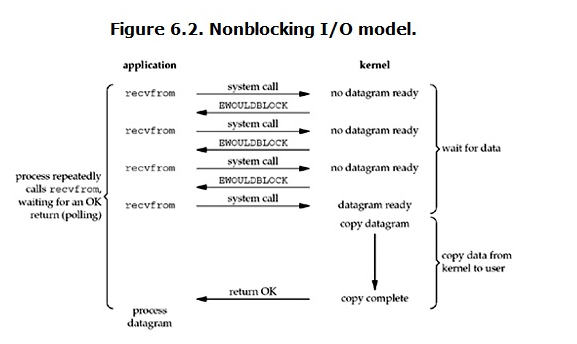 Figure 6.2. Nonblocking I/O model.
application
kernel
recvfrom
system call
no datagram ready
EWOULDBLOCK
recvfrom
system call
no datagram ready
EWOULDBLOCK
recvfrom
system call
no datagram ready
EWOULDBLOCK
recvfrom
system call
datagram ready
copy datagram
wait for data
process repeatedly
calls recvfrom,
waiting for an OK
return (polling)
copy data from
kernel to user
return OK
copy complete
process
datagram